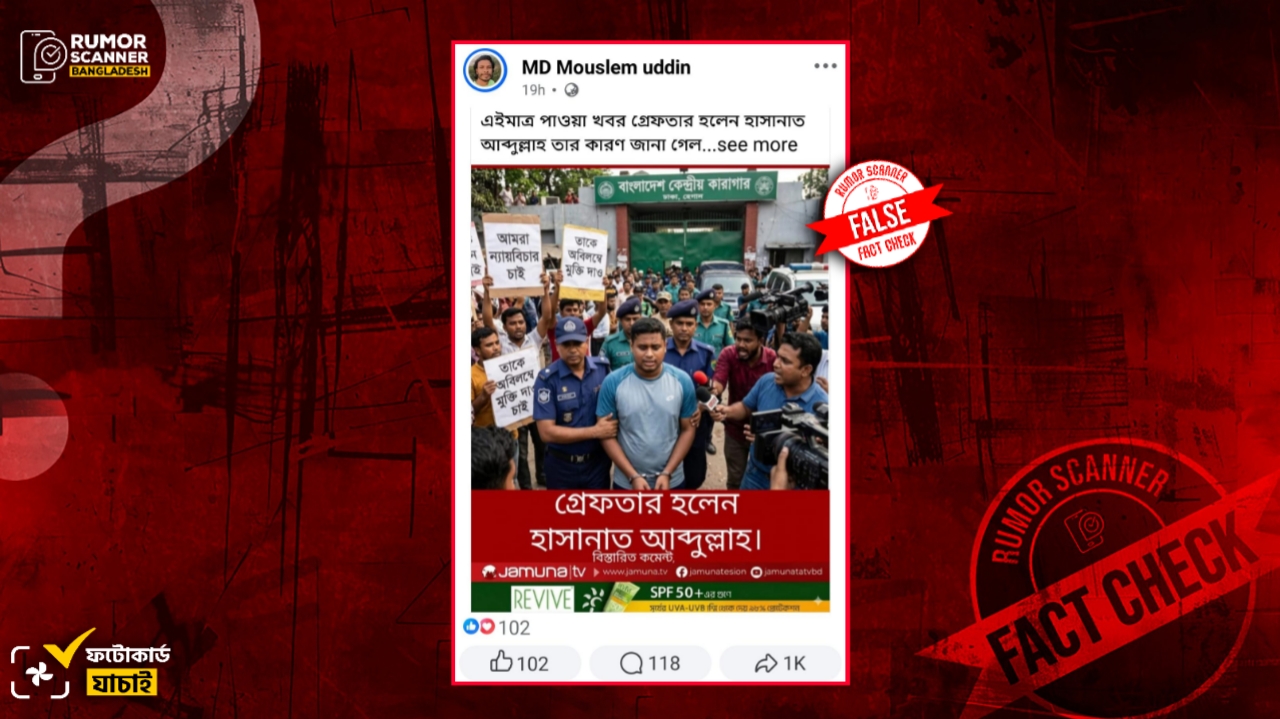 RUMOR
SCANNER
BANGLADESH
MD Mouslem uddin
19h
এইমাত্র পাওয়া খবর গ্রেফতার হলেন হাসানাত
আব্দুল্লাহ তার কারণ জানা গেল...see more
বাংলাদেশ কেন্দ্রীয় কারাগার
আমরা
ন্যায়বিচার
চাই
তাকে
অবিলম্বে
মুক্তি দাও
তাকে
অবিলম্বে
মুক্তি দাও
চাই
RUMOR SCANNER
FALSE
FACT CHECK
গ্রেফতার হলেন
হাসানাত আব্দুল্লাহ।
বিস্তারিত কমেন্ট,
Jamuna|tv www.jamuna.tv jamunatesion jamunatatvbd
REVIVE
SPF 50+ এর গুণে
102
102 118 1K
ফটোকার্ড
যাচাই
RUMOR SCANNER
FACT CHECK